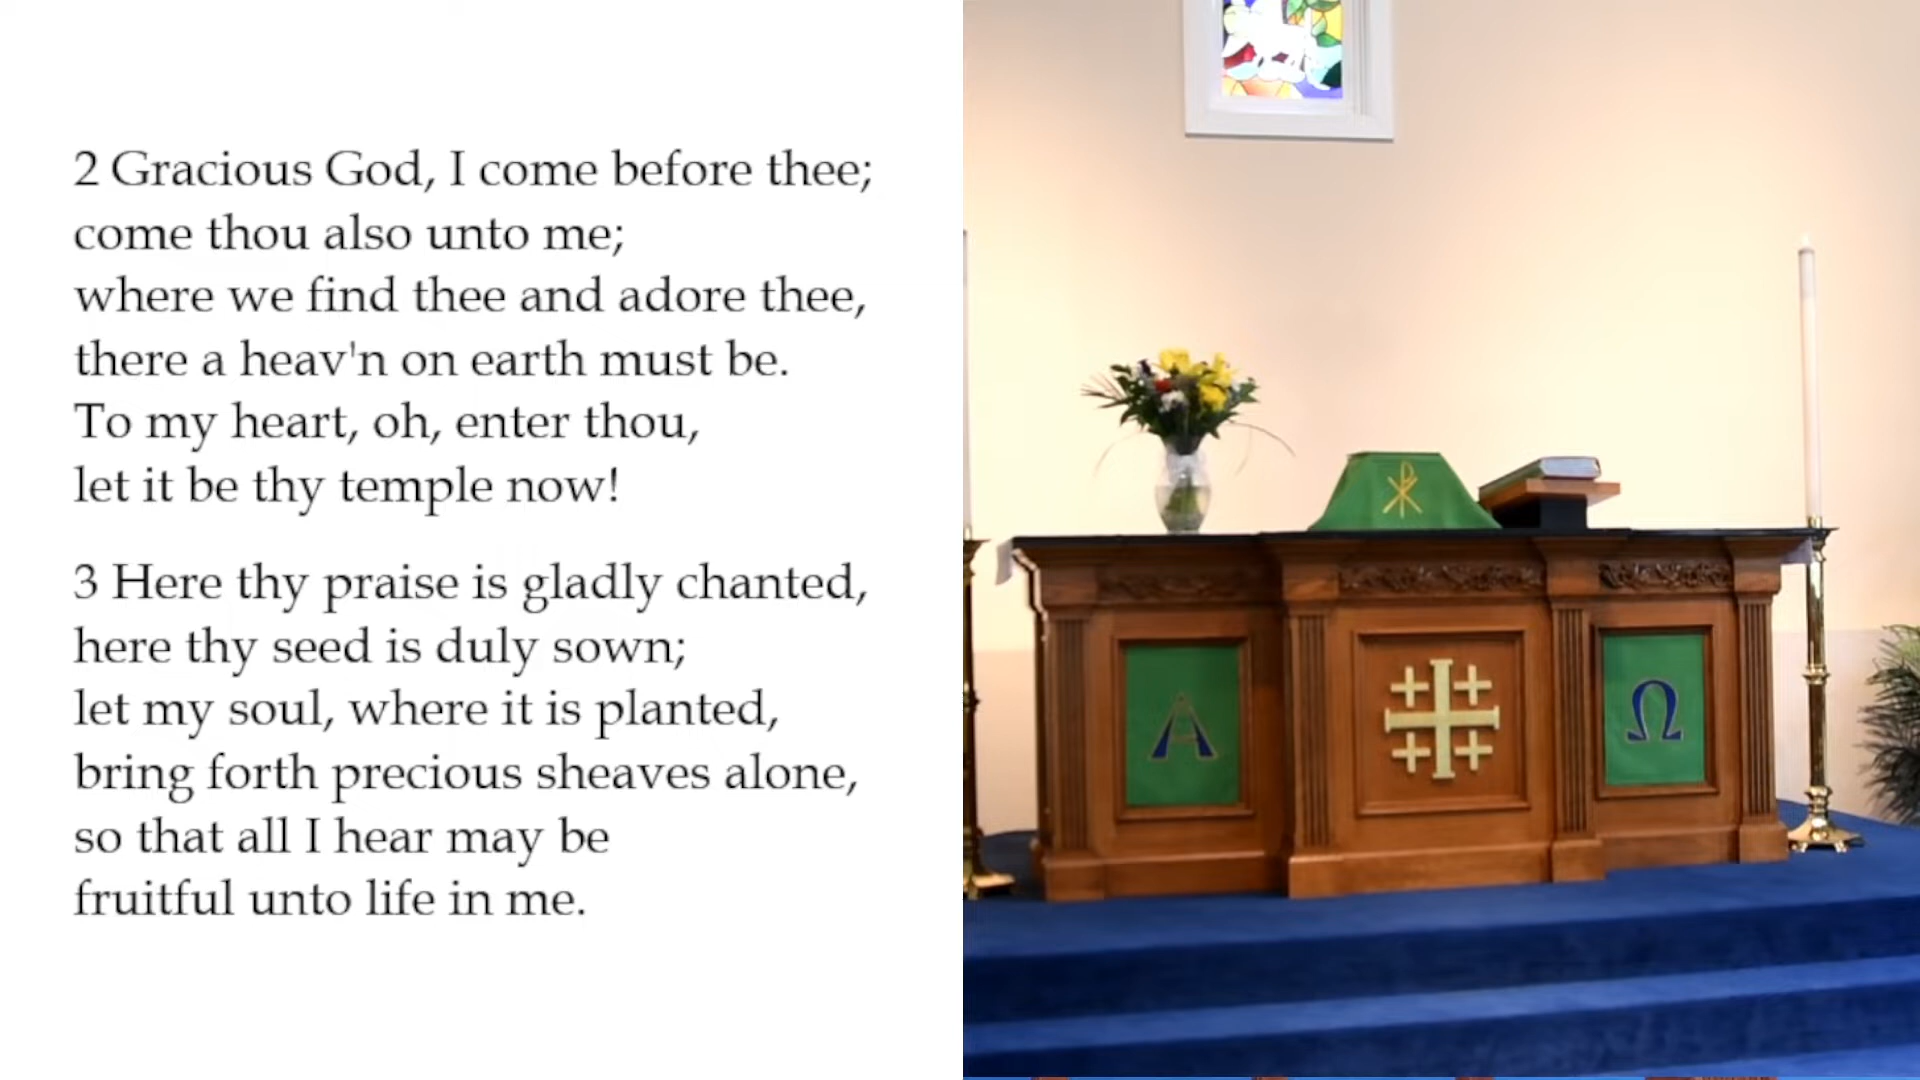 2 Gracious God, I come before thee;
come thou also unto me;
where we find thee and adore thee,
there a heav'n on earth must be.
To my heart, oh, enter thou,
let it be thy temple now!
3 Here thy praise is gladly chanted,
here thy seed is duly sown;
let my soul, where it is planted,
bring forth precious sheaves alone,
so that all I hear may be
fruitful unto life in me.
Α
Ω